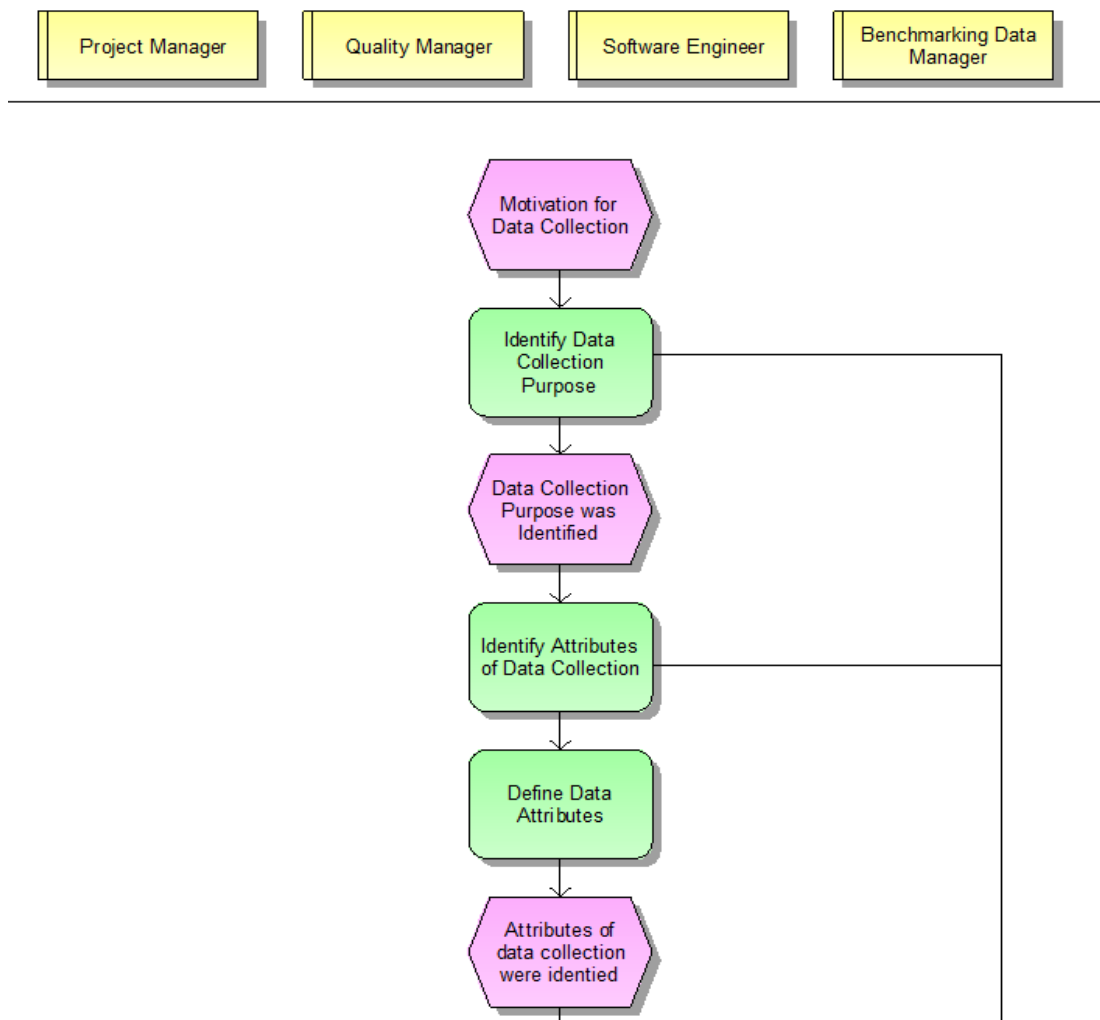 Project Manager
Quality Manager
Software Engineer
Benchmarking Data
Manager
Motivation for
Data Collection
Identify Data
Collection
Purpose
Data Collection
Purpose was
Identified
Identify Attributes
of Data Collection
Define Data
Attributes
Attributes of
data collection
were identied